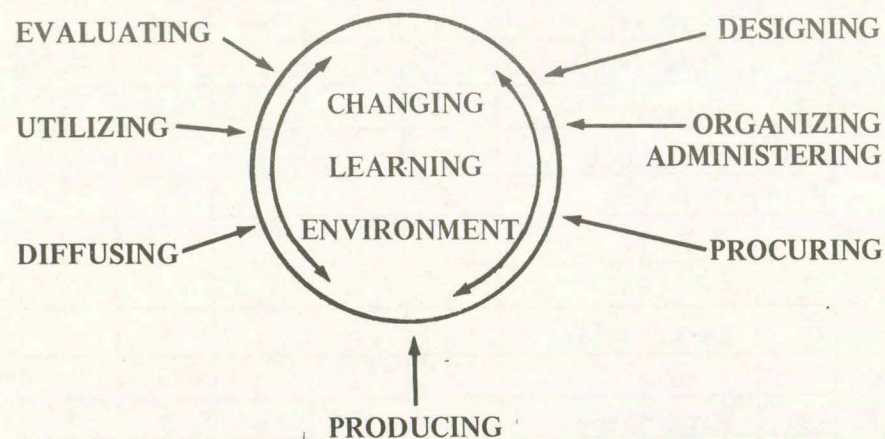 EVALUATING
DESIGNING
CHANGING
UTILIZING
ORGANIZING
ADMINISTERING
LEARNING
ENVIRONMENT
DIFFUSING
PROCURING
PRODUCING